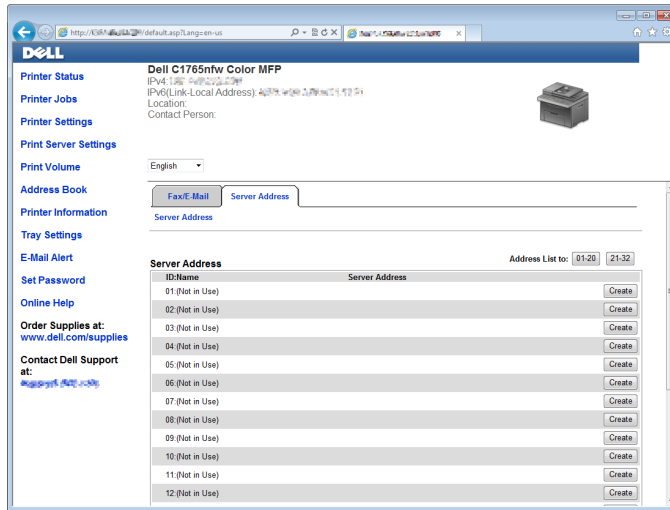 /default.asp?Lang=en-us
DELL
Dell C1765nfw Color MFP
IPv4:
IPv6(Link-Local Address):
Location:
Contact Person:
Printer Status
Printer Jobs
Printer Settings
Print Server Settings
Print Volume
Address Book
Printer Information
Tray Settings
E-Mail Alert
Set Password
Online Help
Order Supplies at:
www.dell.com/supplies
Contact Dell Support
at:
English
Fax/E-Mail Server Address
Server Address
Server Address Address List to: 01-20 21-32
ID:Name Server Address
01:(Not in Use) Create
02:(Not in Use) Create
03:(Not in Use) Create
04:(Not in Use) Create
05:(Not in Use) Create
06:(Not in Use) Create
07:(Not in Use) Create
08:(Not in Use) Create
09:(Not in Use) Create
10:(Not in Use) Create
11:(Not in Use) Create
12:(Not in Use) Create